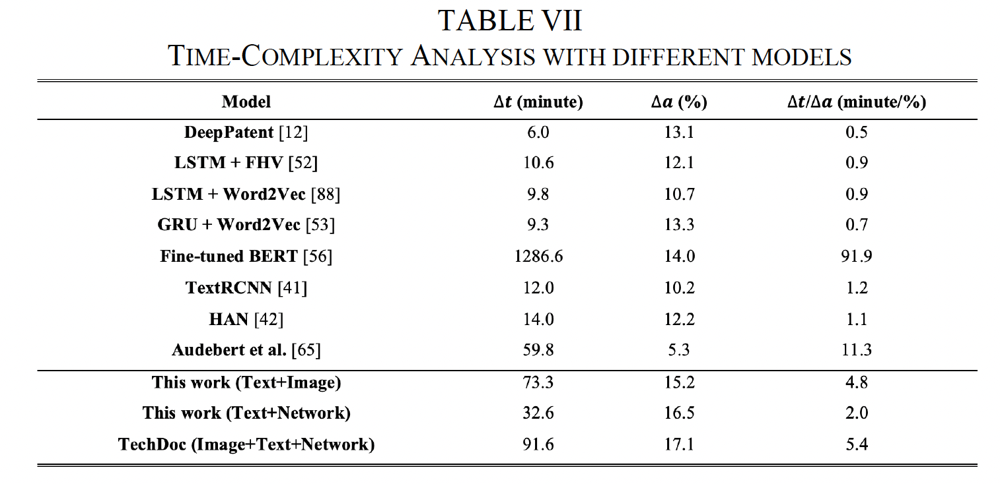 TABLE VII
TIME-COMPLEXITY ANALYSIS WITH DIFFERENT MODELS
Model Δt (minute) Δa (%) Δt/Δa (minute/%)
DeepPatent [12] 6.0 13.1 0.5
LSTM + FHV [52] 10.6 12.1 0.9
LSTM + Word2Vec [88] 9.8 10.7 0.9
GRU + Word2Vec [53] 9.3 13.3 0.7
Fine-tuned BERT [56] 1286.6 14.0 91.9
TextRCNN [41] 12.0 10.2 1.2
HAN [42] 14.0 12.2 1.1
Audebert et al. [65] 59.8 5.3 11.3
This work (Text+Image) 73.3 15.2 4.8
This work (Text+Network) 32.6 16.5 2.0
TechDoc (Image+Text+Network) 91.6 17.1 5.4